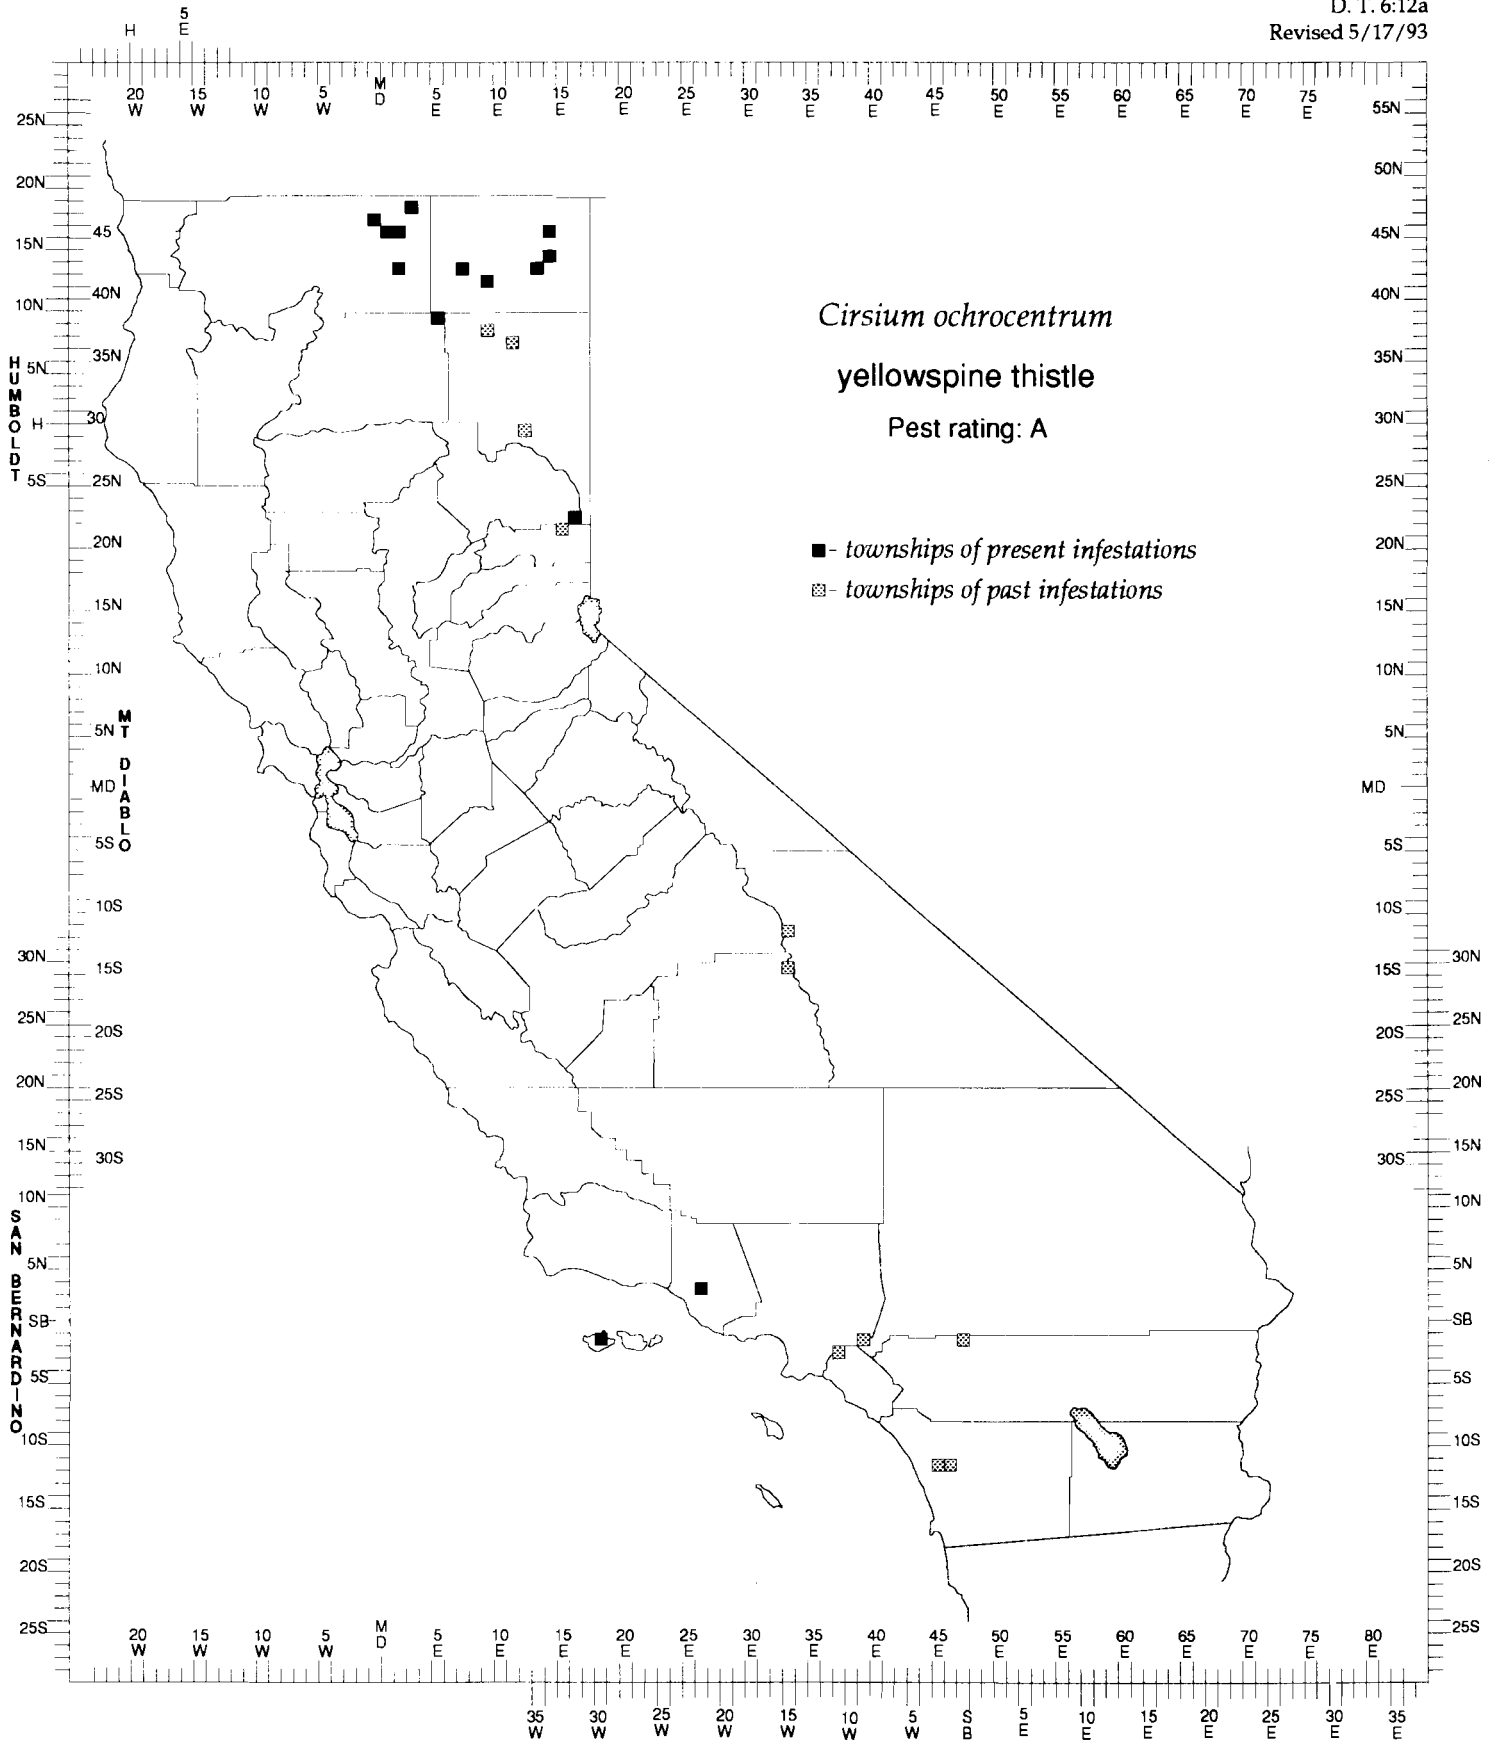 D. T. 6:12a
Revised 5/17/93
H 5 E
20 W 15 W 10 W 5 W M D 5 E 10 E 15 E 20 E 25 E 30 E 35 E 40 E 45 E 50 E 55 E 60 E 65 E 70 E 75 E
25N 55N
20N 50N
15N 45 45N
10N 40N 40N
5N 35N 35N
H 30 30N
5S 25N 25N
20N 20N
15N 15N
10N 10N
5N 5N
MD MD
5S 5S
10S 10S
30N 15S 15S 30N
25N 20S 20S 25N
20N 25S 25S 20N
15N 30S 30S 15N
10N 10N
5N 5N
SB SB
5S 5S
10S 10S
15S 15S
20S 20S
25S 25S
HUMBOLDT
MT DIABLO
SAN BERNARDINO
Cirsium ochrocentrum
yellowspine thistle
Pest rating: A
- townships of present infestations
- townships of past infestations
20 W 15 W 10 W 5 W M D 5 E 10 E 15 E 20 E 25 E 30 E 35 E 40 E 45 E 50 E 55 E 60 E 65 E 70 E 80 E
35 W 30 W 25 W 20 W 15 W 10 W 5 W S B 5 E 10 E 15 E 20 E 25 E 30 E 35 E